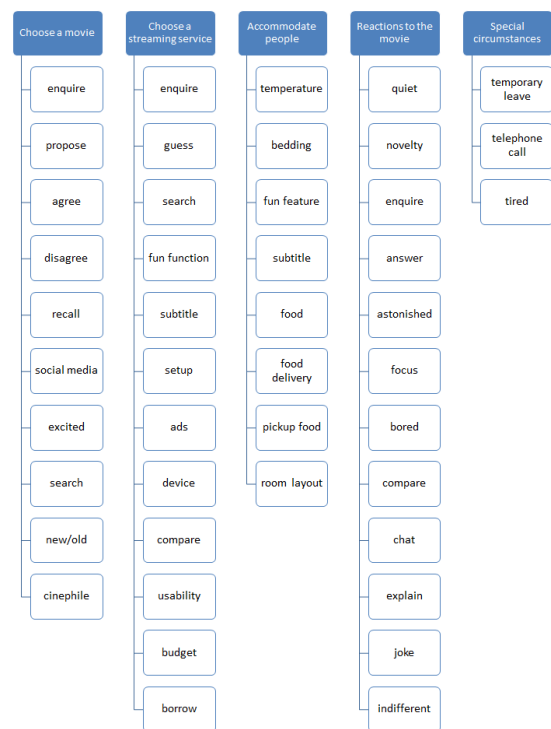 Choose a movie
enquire
propose
agree
disagree
recall
social media
excited
search
new/old
cinephile
Choose a
streaming service
enquire
guess
search
fun function
subtitle
setup
ads
device
compare
usability
budget
borrow
Accommodate
people
temperature
bedding
fun feature
subtitle
food
food
delivery
pickup food
room layout
Reactions to the
movie
quiet
novelty
enquire
answer
astonished
focus
bored
compare
chat
explain
joke
indifferent
Special
circumstances
temporary
leave
telephone
call
tired